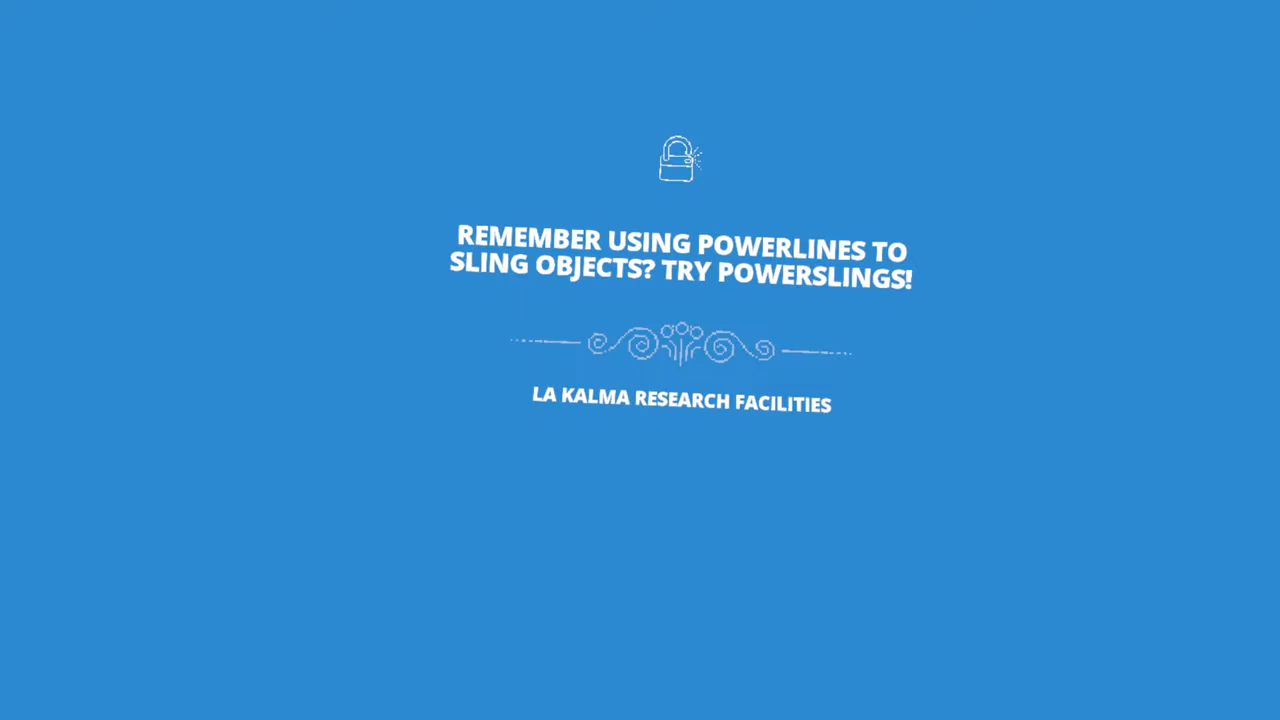 REMEMBER USING POWERLINES TO
SLING OBJECTS? TRY POWERSLINGS!
LA KALMA RESEARCH FACILITIES